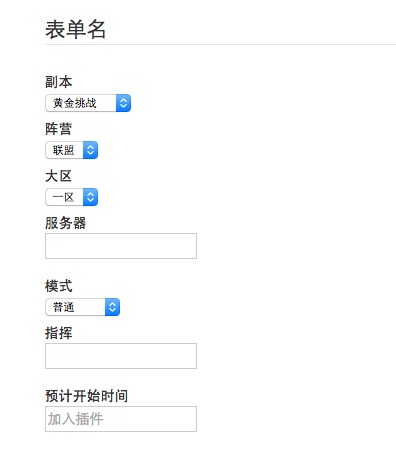 表单名
副本
黄金挑战
阵营
联盟
大区
一区
服务器
模式
普通
指挥
预计开始时间
加入插件